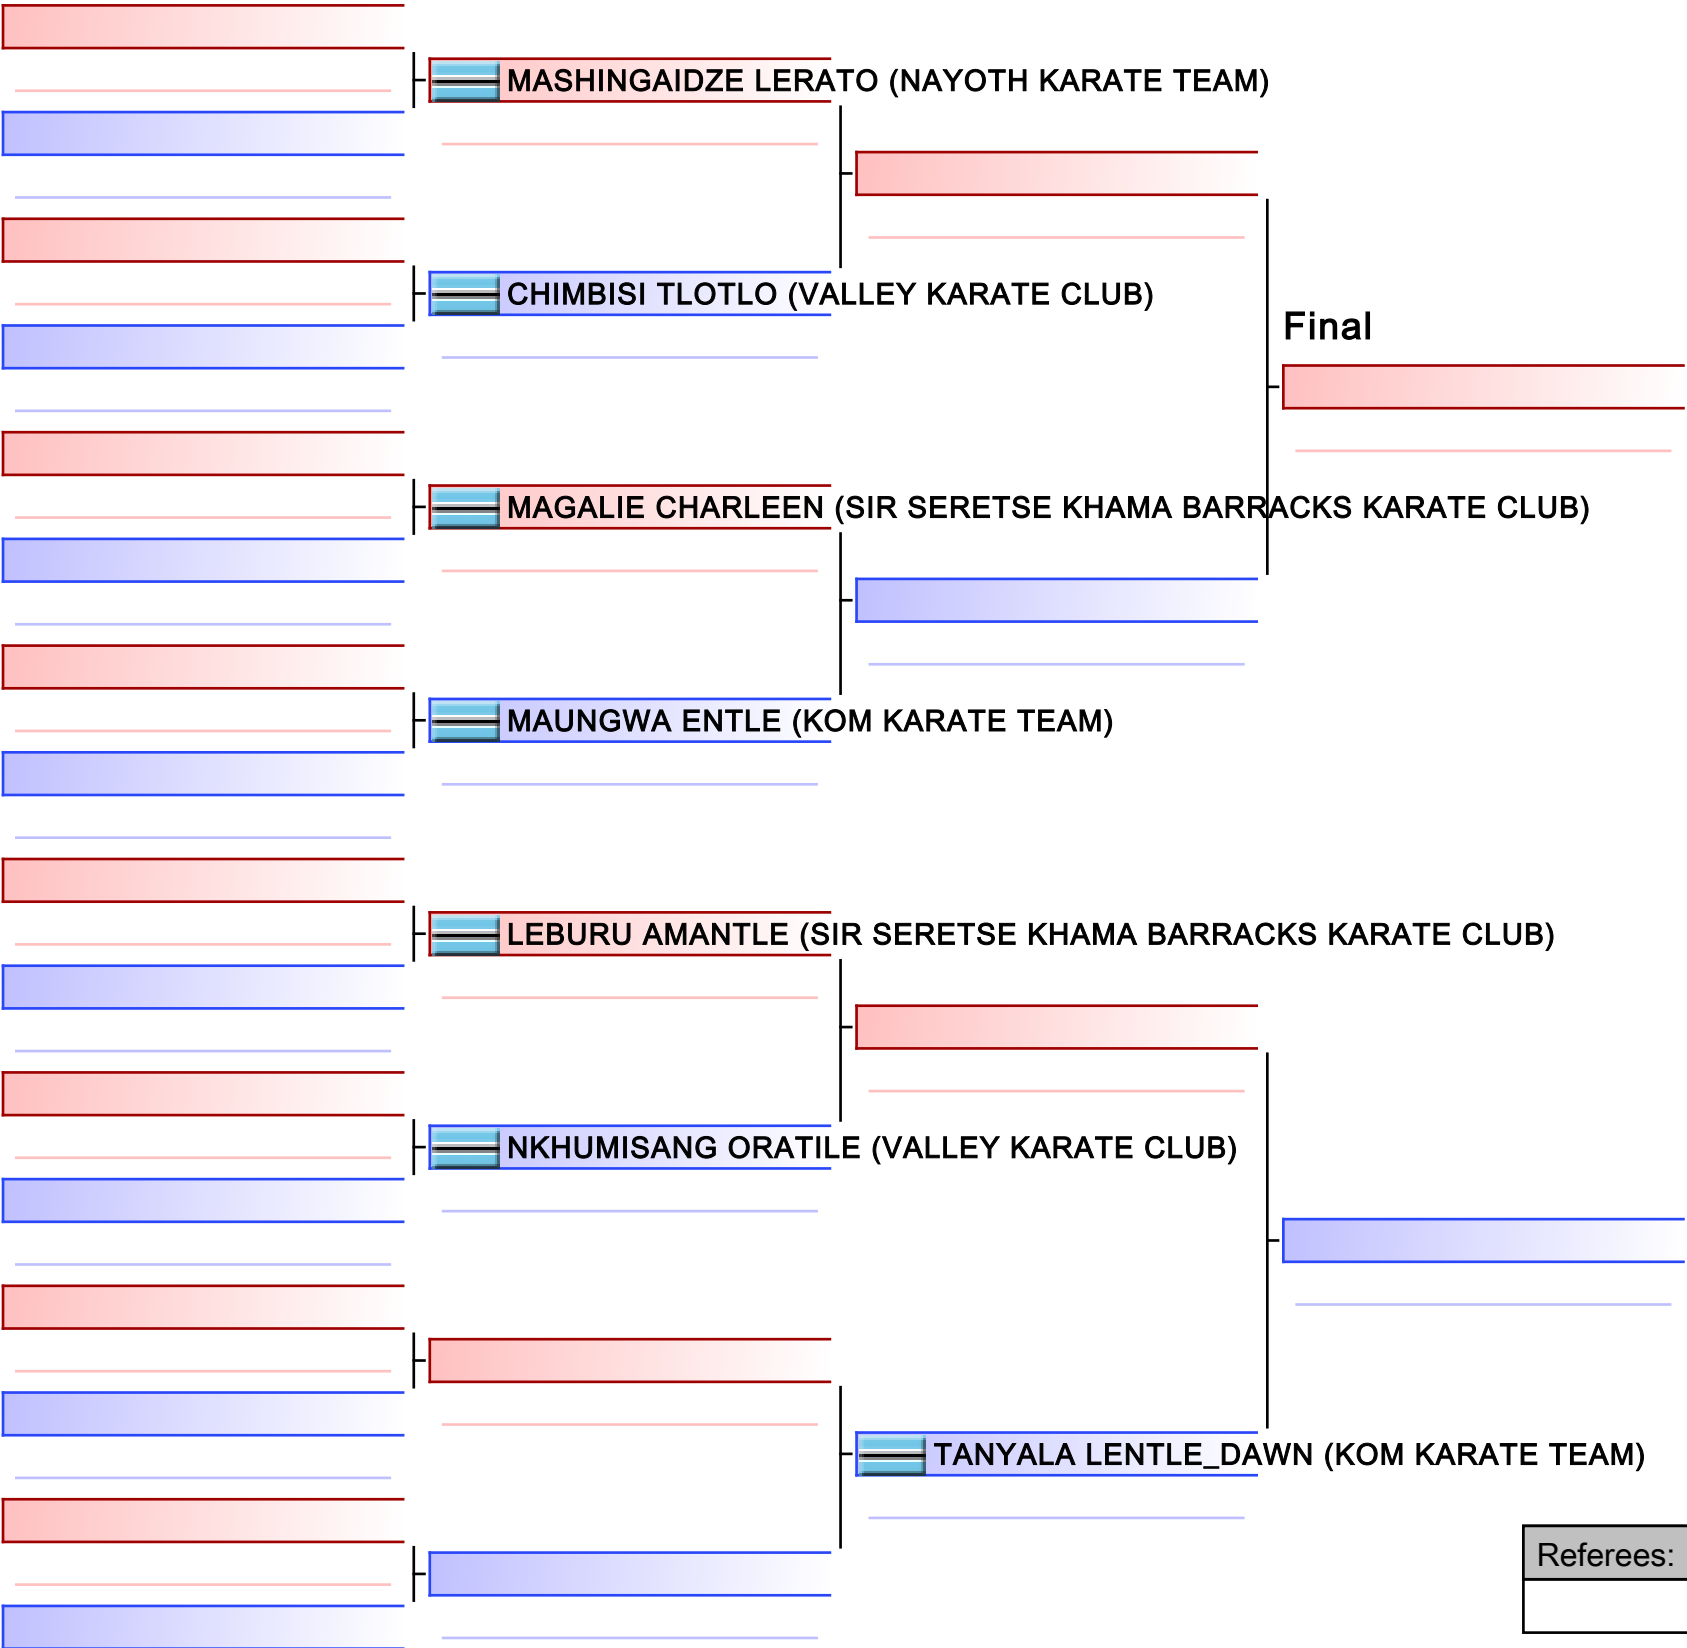 MASHINGAIDZE LERATO (NAYOTH KARATE TEAM)
CHIMBISI TLOTLO (VALLEY KARATE CLUB)
Final
MAGALIE CHARLEEN (SIR SERETSE KHAMA BARRACKS KARATE CLUB)
MAUNGWA ENTLE (KOM KARATE TEAM)
LEBURU AMANTLE (SIR SERETSE KHAMA BARRACKS KARATE CLUB)
NKHUMISANG ORATILE (VALLEY KARATE CLUB)
TANYALA LENTLE_DAWN (KOM KARATE TEAM)
Referees: